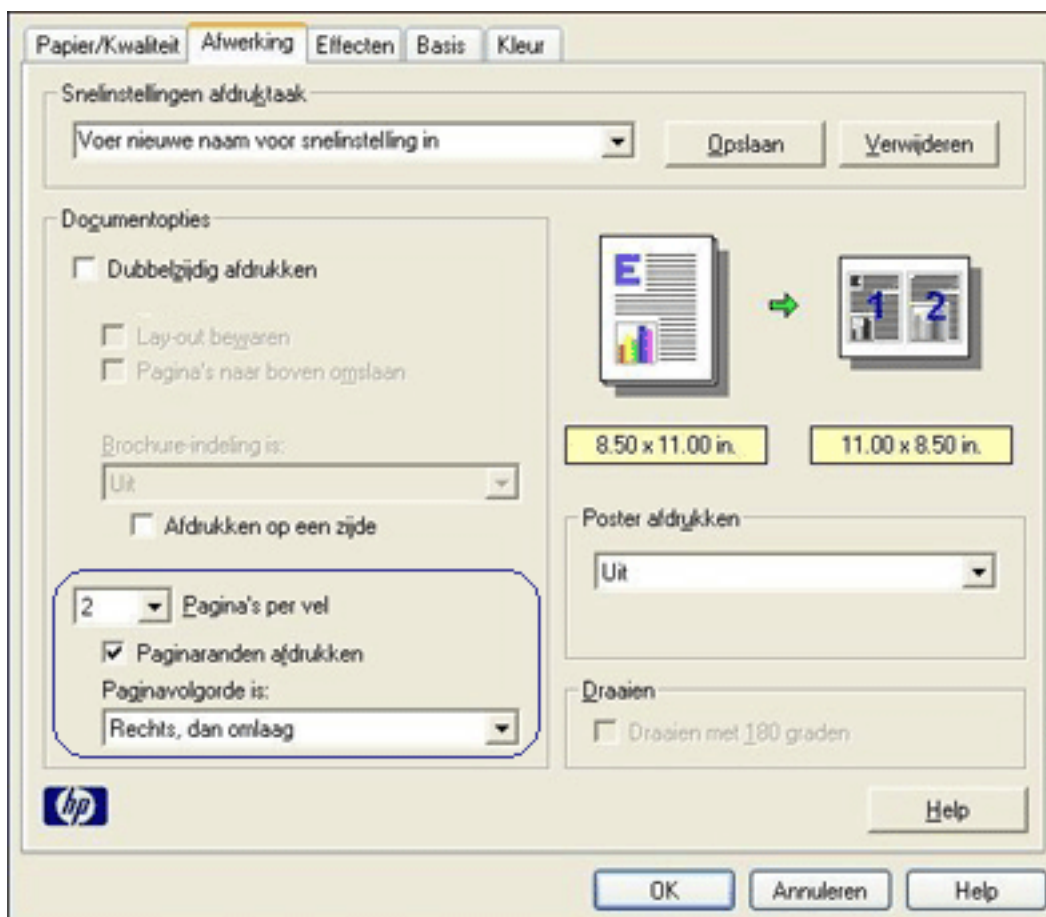 Papier/Kwaliteit Afwerking Effecten Basis Kleur
Snelinstellingen afdruktaak
Voer nieuwe naam voor snelinstelling in Opslaan Verwijderen
Documentopties
Dubbelzijdig afdrukken
Lay-out bewaren
Pagina's naar boven omslaan
E
1 2
8.50 x 11.00 in. 11.00 x 8.50 in.
Brochure-indeling is:
Uit
Afdrukken op een zijde
Poster afdrukken
Uit
2 Pagina's per vel
Paginaranden afdrukken
Paginavolgorde is:
Rechts, dan omlaag
Draaien
Draaien met 180 graden
hp
Help
OK Annuleren Help